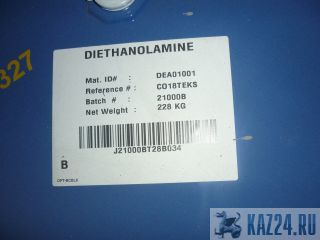 327
DIETHANOLAMINE
Mat. ID# : DEA01001
Reference # : CO18TEKS
Batch # : 21000B
Net Weight : 228 KG
J21000BT28B034
B
KAZ24.RU